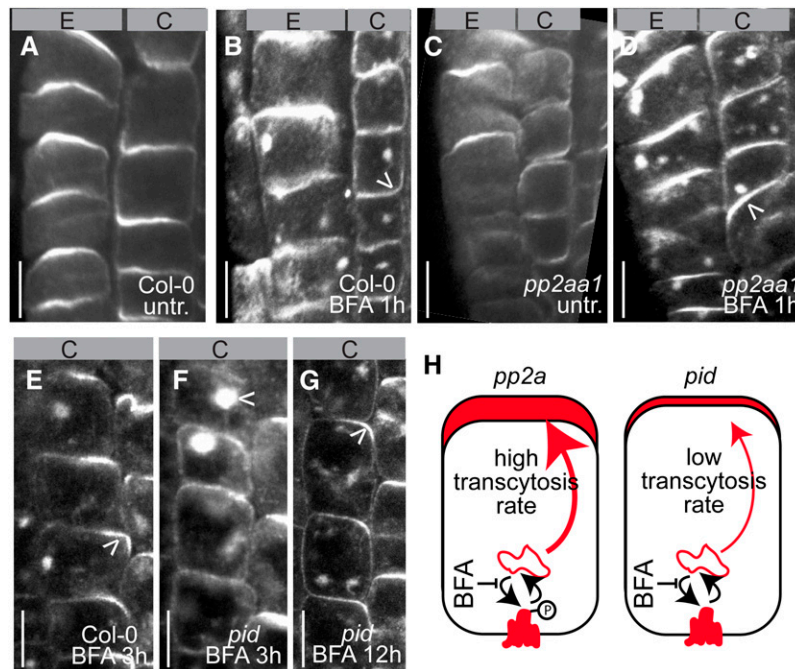 E C
E C
E C
E C
A
B
C
D
Col-0
untr.
Col-0
BFA 1h
pp2aa1
untr.
pp2aa1
BFA 1h
C
C
C
E
F
G
Col-0
BFA 3h
pid
BFA 3h
pid
BFA 12h
H
pp2a
pid
high
transcytosis
rate
low
transcytosis
rate
BFA
P
BFA